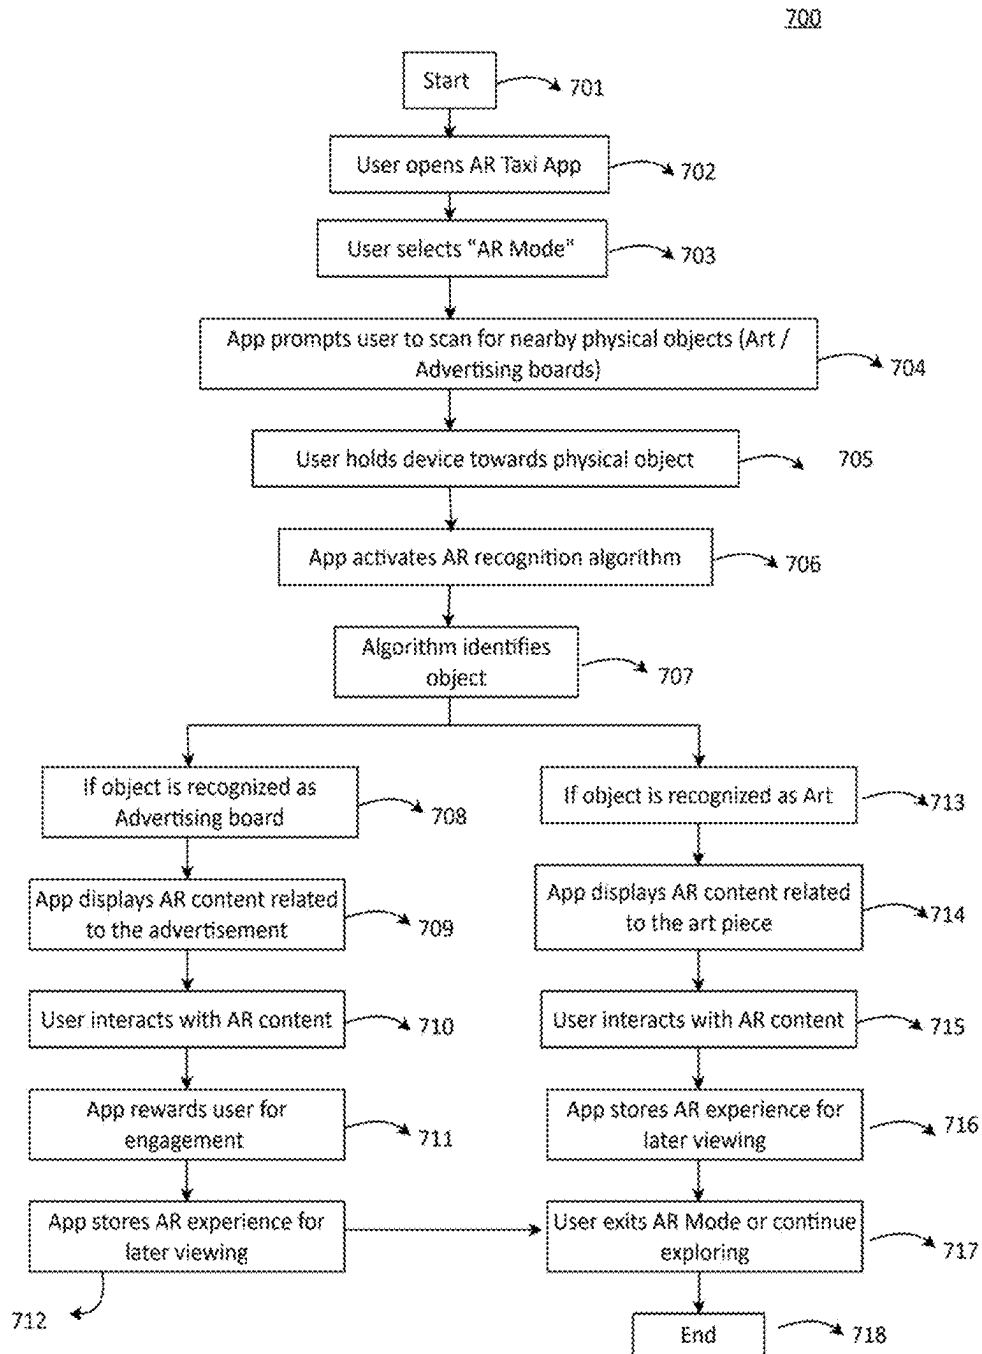 700
Start
701
User opens AR Taxi App
702
User selects "AR Mode"
703
App prompts user to scan for nearby physical objects (Art /
Advertising boards)
704
User holds device towards physical object
705
App activates AR recognition algorithm
706
Algorithm identifies
object
707
If object is recognized as
Advertising board
708
App displays AR content related
to the advertisement
709
User interacts with AR content
710
App rewards user for
engagement
711
App stores AR experience for
later viewing
712
If object is recognized as Art
713
App displays AR content related
to the art piece
714
User interacts with AR content
715
App stores AR experience for
later viewing
716
User exits AR Mode or continue
exploring
717
End
718